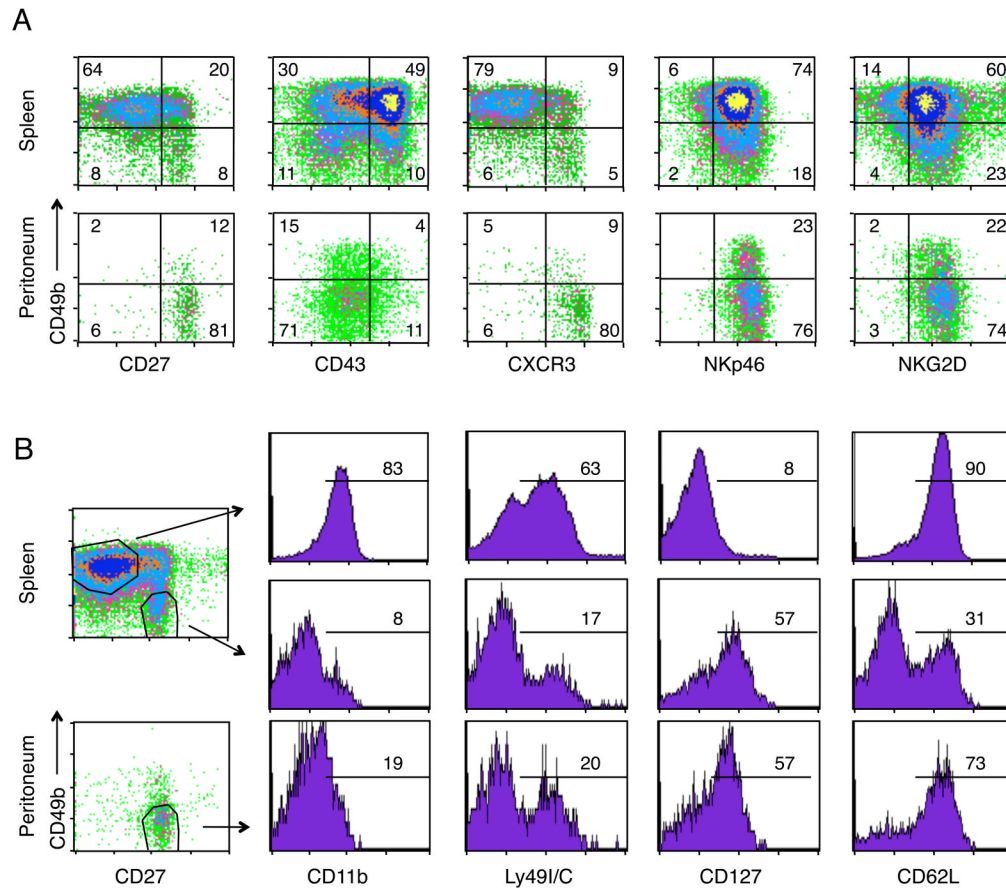 A
Spleen
64 20
8 8
30 49
11 10
79 9
6 5
6 74
2 18
14 60
4 23
Peritoneum
CD49b
2 12
6 81
15 4
71 11
5 9
6 80
23
76
2 22
3 74
CD27 CD43 CXCR3 NKp46 NKG2D
B
Spleen
83 63 8 90
8 17 57 31
Peritoneum
CD49b
19 20 57 73
CD27 CD11b Ly49I/C CD127 CD62L